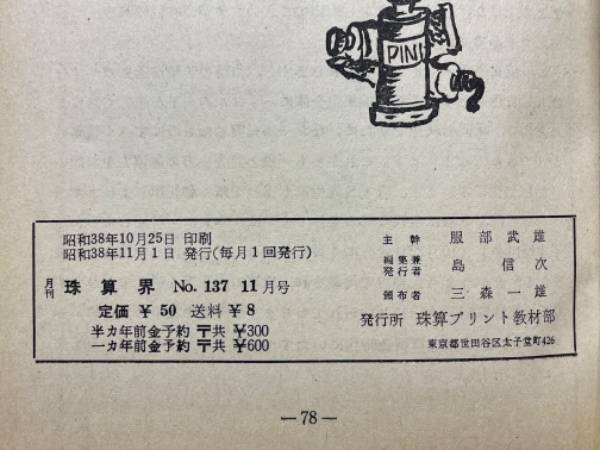 PINI
昭和38年10月25日 印刷
昭和38年11月1日 発行(毎月1回発行)
月刊 珠算界 No. 137 11月号
定価 ¥50 送料 ¥8
半カ年前金予約 〒共 ¥300
一カ年前金予約 〒共 ¥600
主幹 服部武雄
編集兼発行者 島信次
頒布者 三森一雄
発行所 珠算プリント教材部
東京都世田谷区太子堂町426
—78—